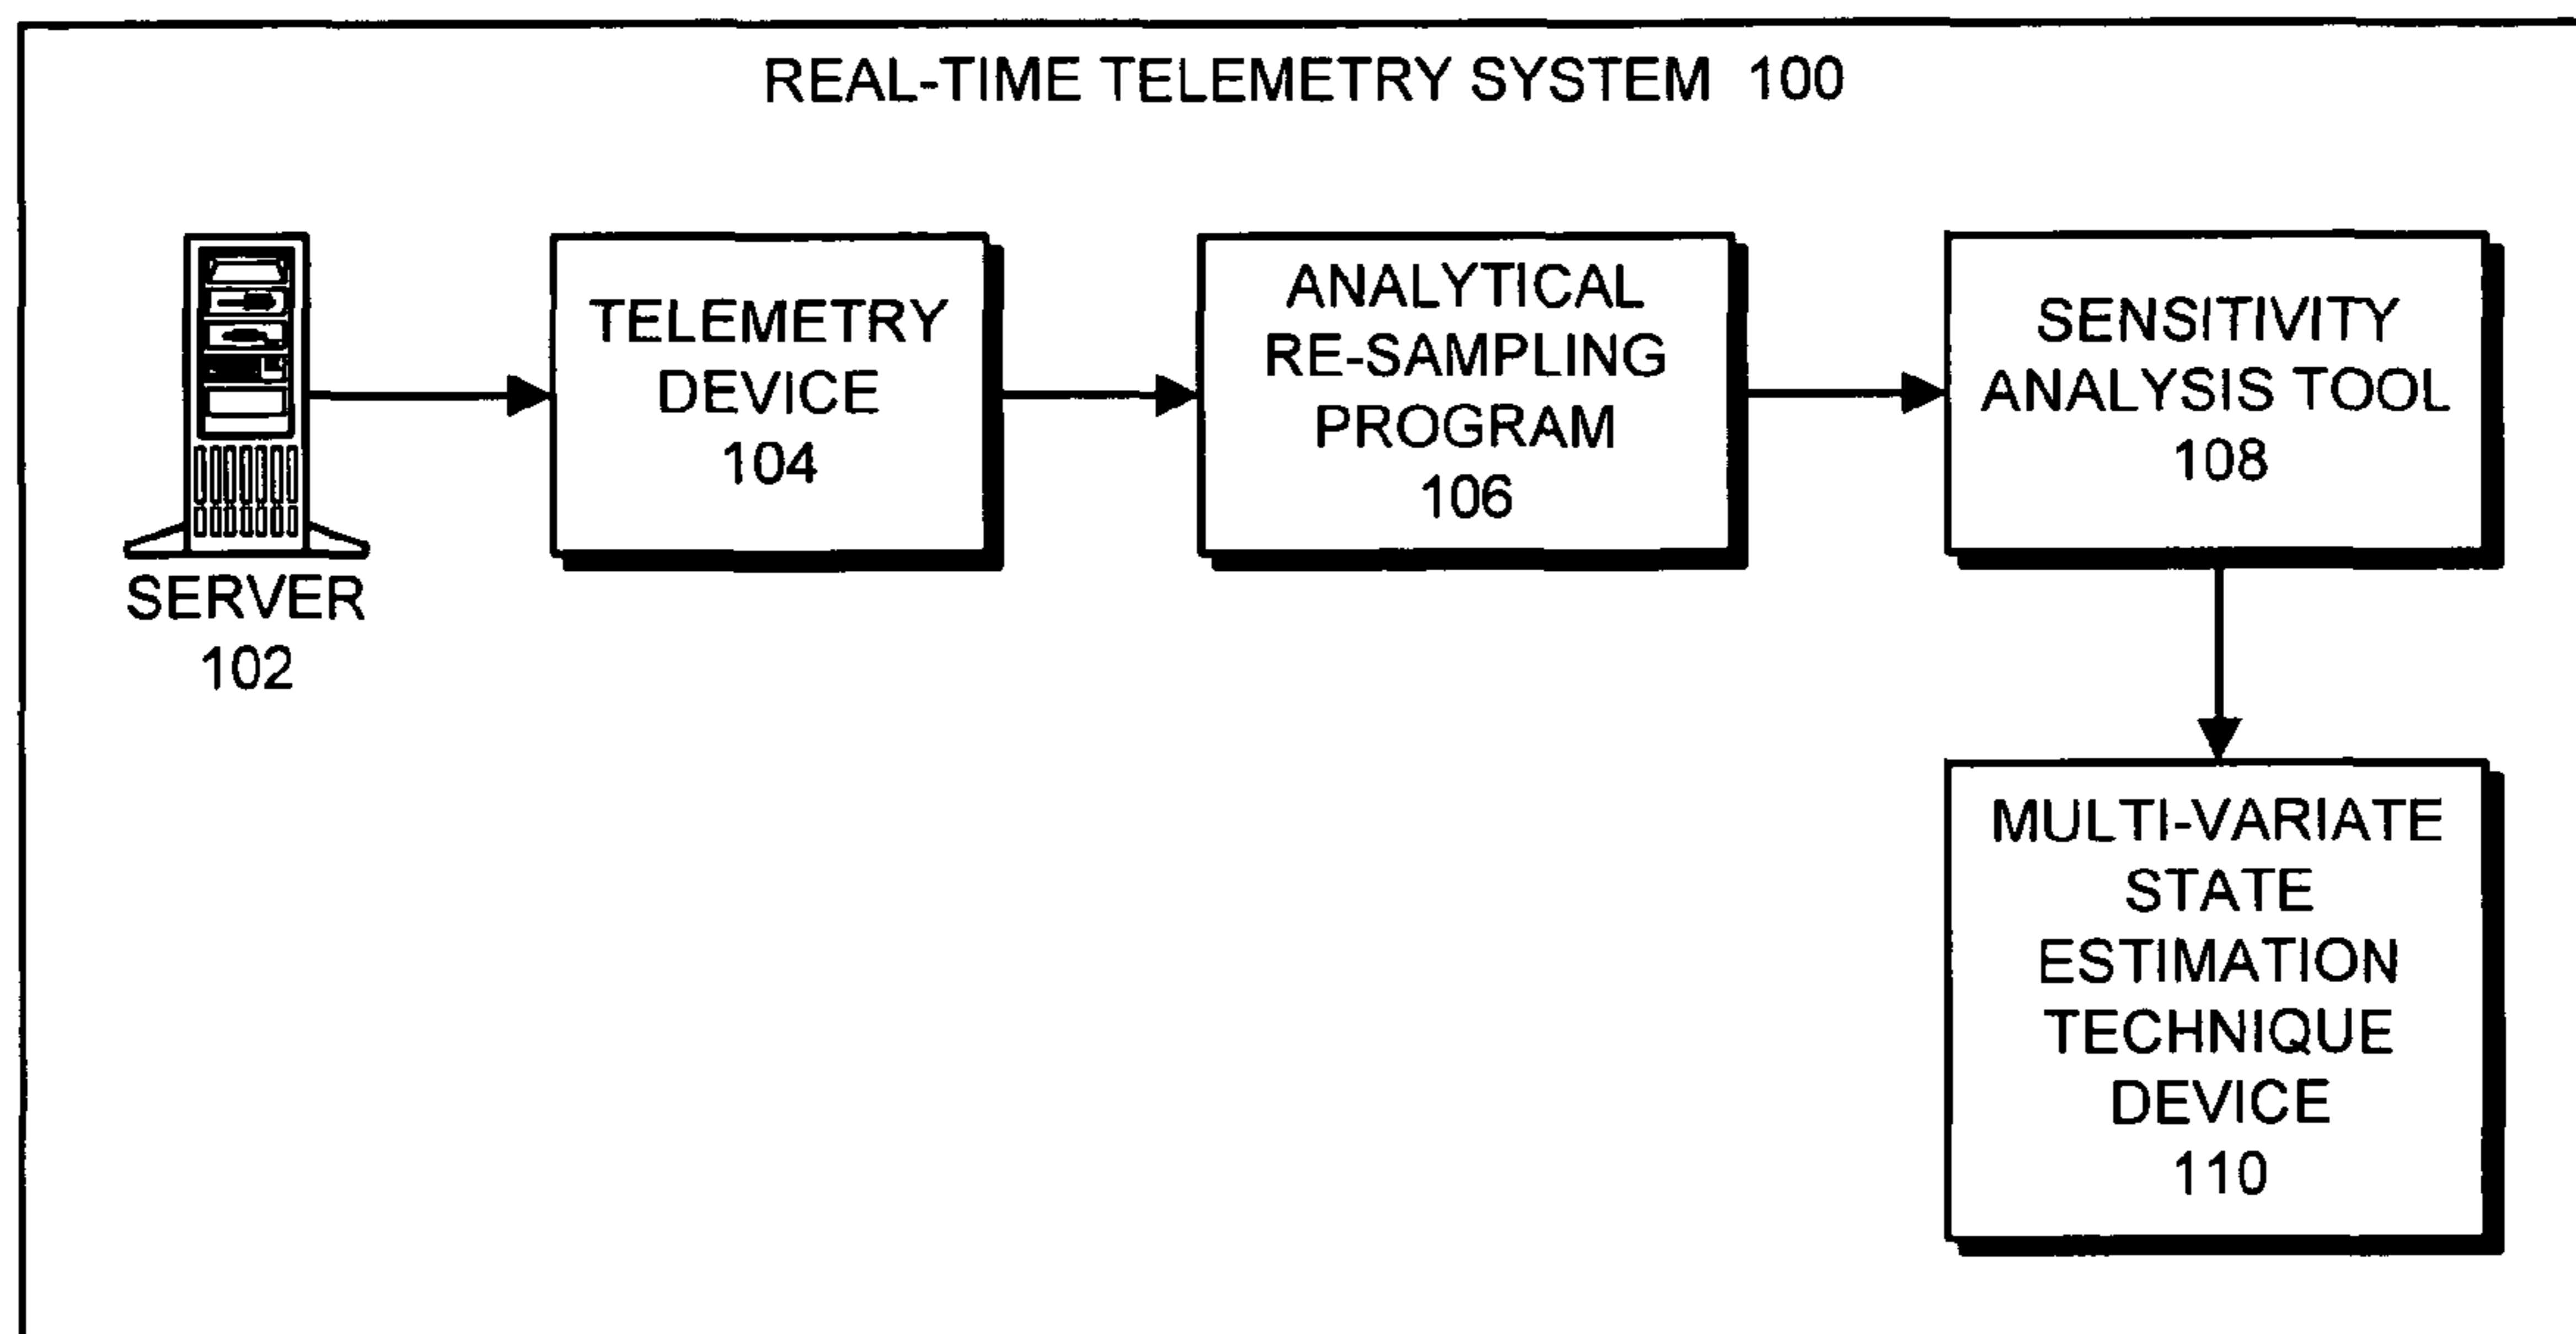 REAL-TIME TELEMETRY SYSTEM 100
SERVER
102
TELEMETRY
DEVICE
104
ANALYTICAL
RE-SAMPLING
PROGRAM
106
SENSITIVITY
ANALYSIS TOOL
108
MULTI-VARIATE
STATE
ESTIMATION
TECHNIQUE
DEVICE
110